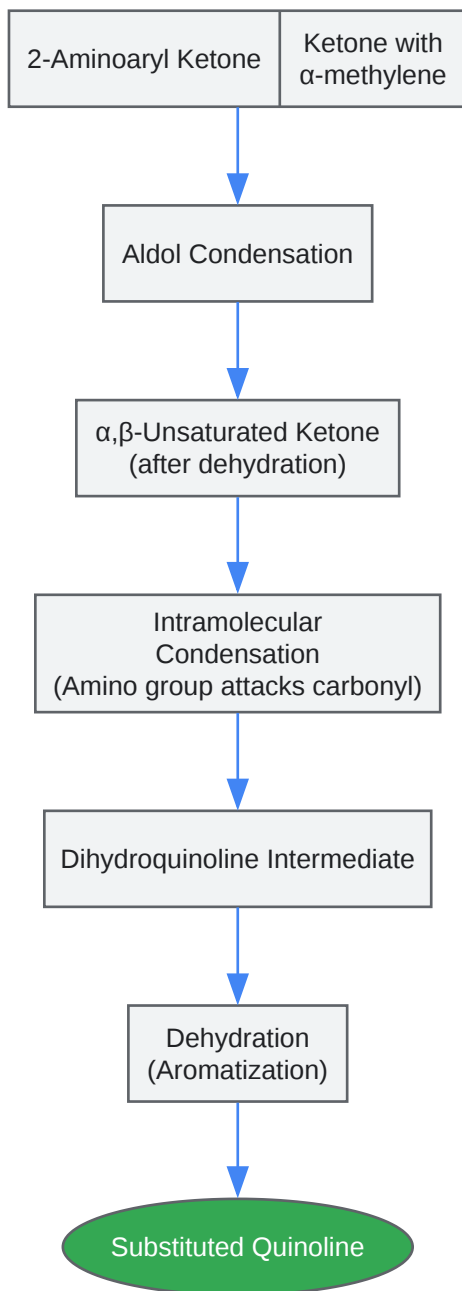 2-Aminoaryl Ketone
Ketone with
α-methylene
Aldol Condensation
α,β-Unsaturated Ketone
(after dehydration)
Intramolecular
Condensation
(Amino group attacks carbonyl)
Dihydroquinoline Intermediate
Dehydration
(Aromatization)
Substituted Quinoline